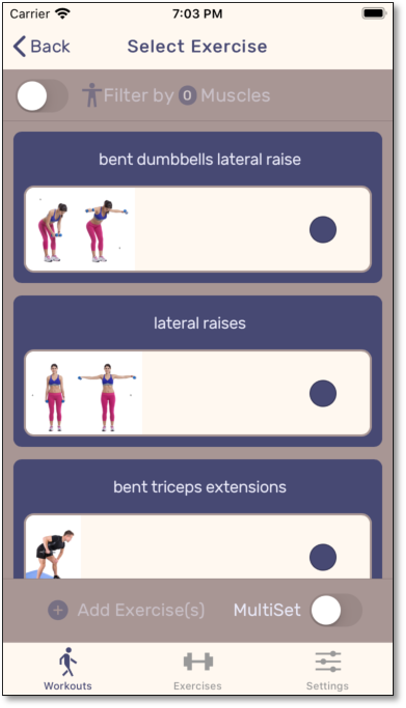 Carrier 7:03 PM
Back Select Exercise
Filter by 0 Muscles
bent dumbbells lateral raise
lateral raises
bent triceps extensions
Add Exercise(s) MultiSet
Workouts Exercises Settings